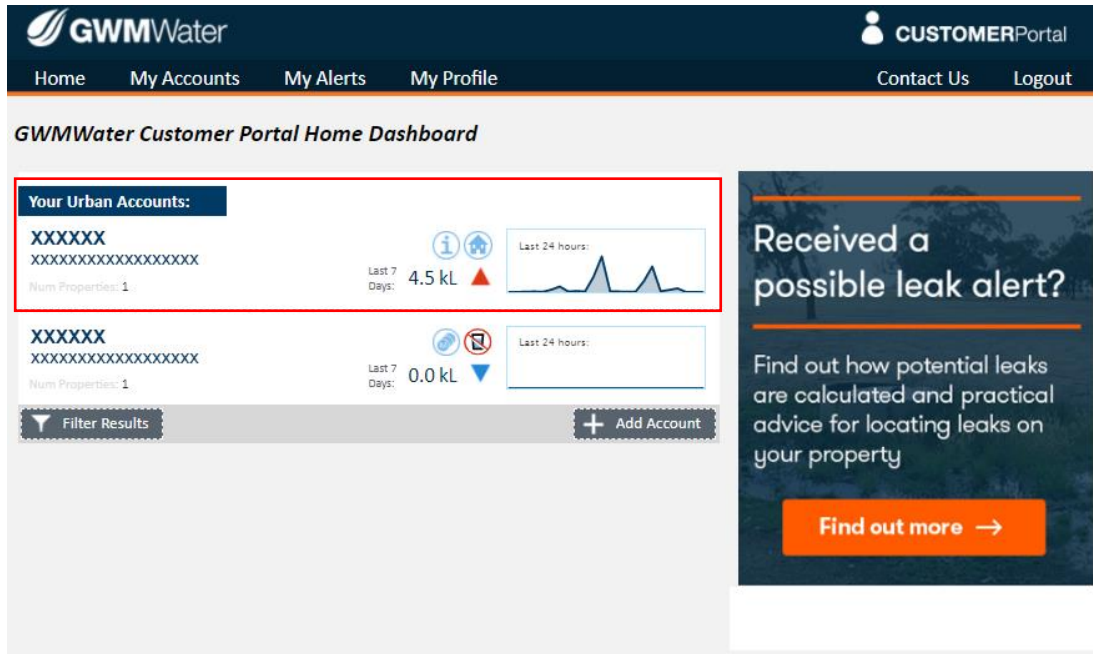 GWMWater
CUSTOMERPortal
Home My Accounts My Alerts My Profile Contact Us Logout
GWMWater Customer Portal Home Dashboard
Your Urban Accounts:
XXXXXX
XXXXXXXXXXXXXXXXXXX
Num Properties: 1
Last 7
Days:
4.5 kL
Last 24 hours:
XXXXXX
XXXXXXXXXXXXXXXXXXX
Num Properties: 1
Last 7
Days:
0.0 kL
Last 24 hours:
Filter Results
Add Account
Received a
possible leak alert?
Find out how potential leaks
are calculated and practical
advice for locating leaks on
your property
Find out more →